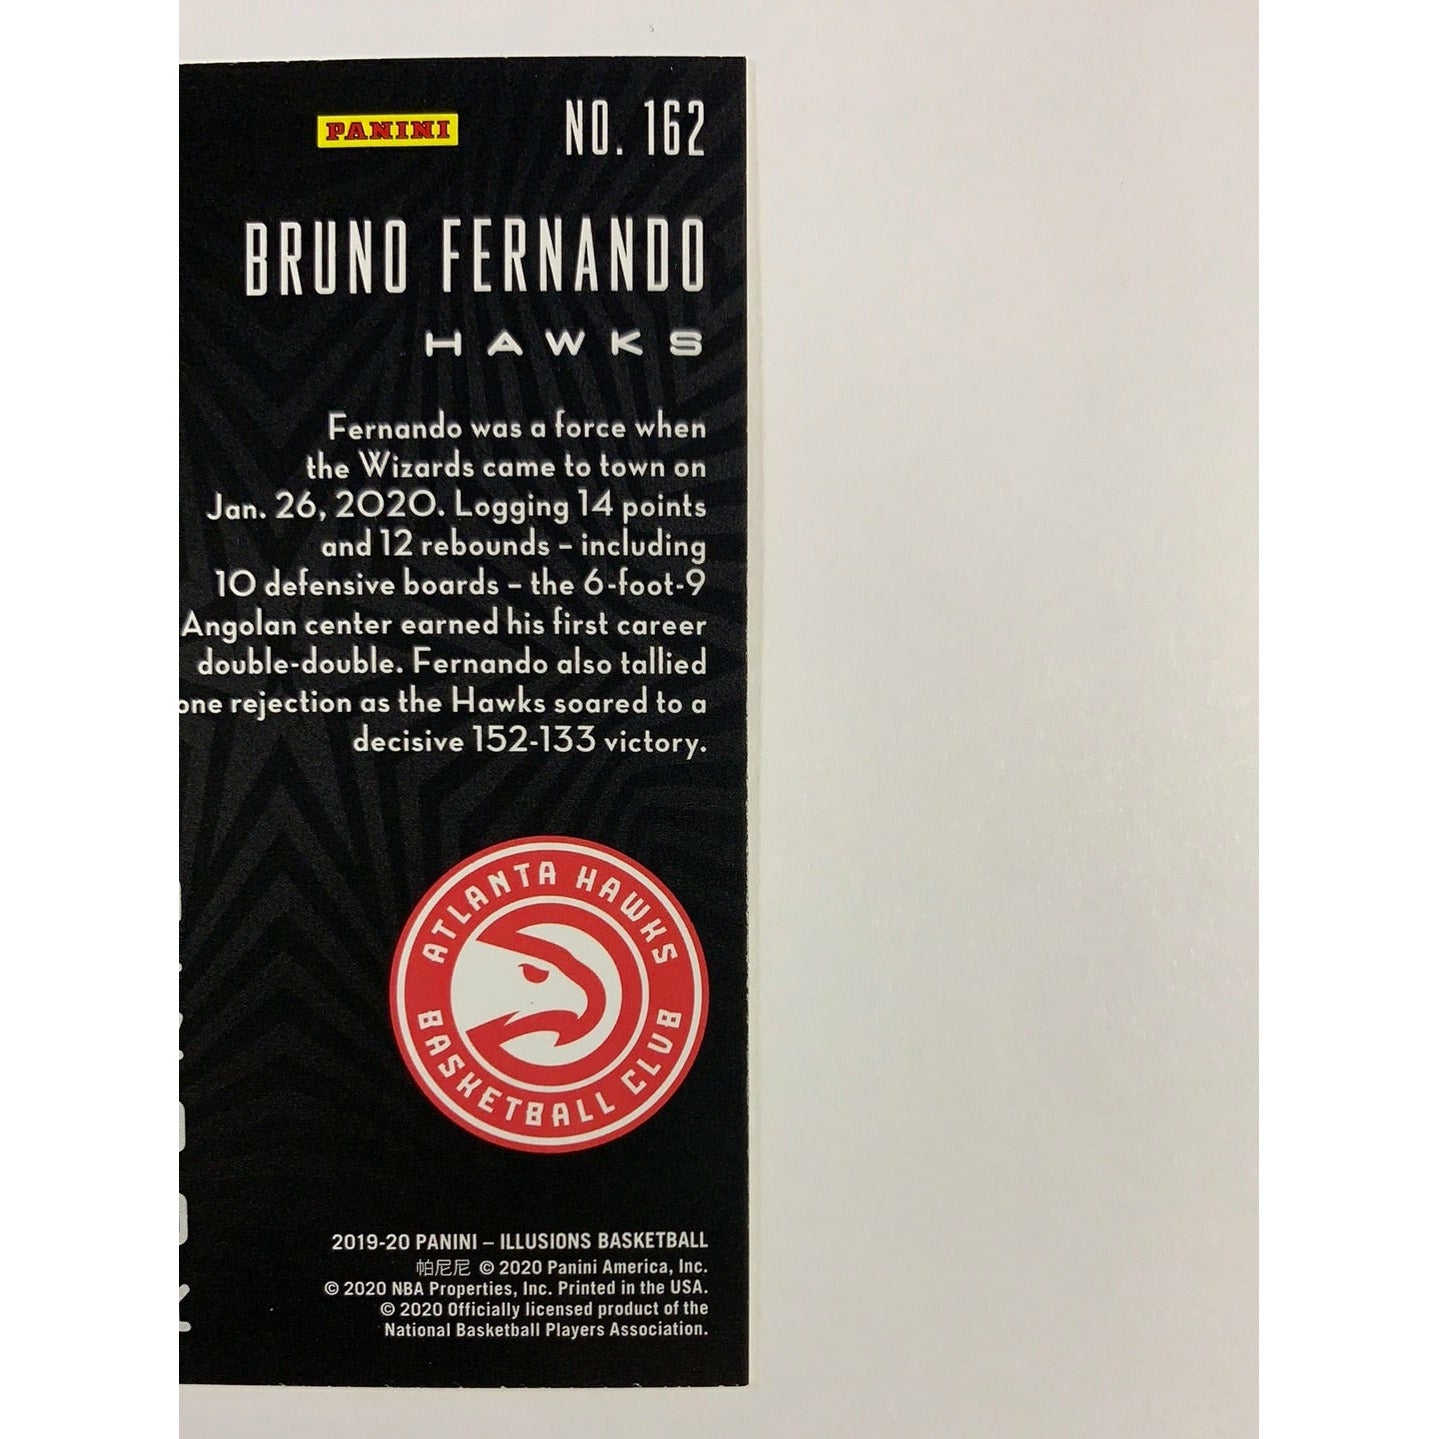 PANINI
NO. 162
BRUNO FERNANDO
HAWKS
Fernando was a force when
the Wizards came to town on
Jan. 26, 2020. Logging 14 points
and 12 rebounds – including
10 defensive boards – the 6-foot-9
Angolan center earned his first career
double-double. Fernando also tallied
one rejection as the Hawks soared to a
decisive 152-133 victory.
ATLANTA HAWKS
BASKETBALL CLUB
2019-20 PANINI – ILLUSIONS BASKETBALL
帕尼尼 © 2020 Panini America, Inc.
© 2020 NBA Properties, Inc. Printed in the USA.
© 2020 Officially licensed product of the
National Basketball Players Association.